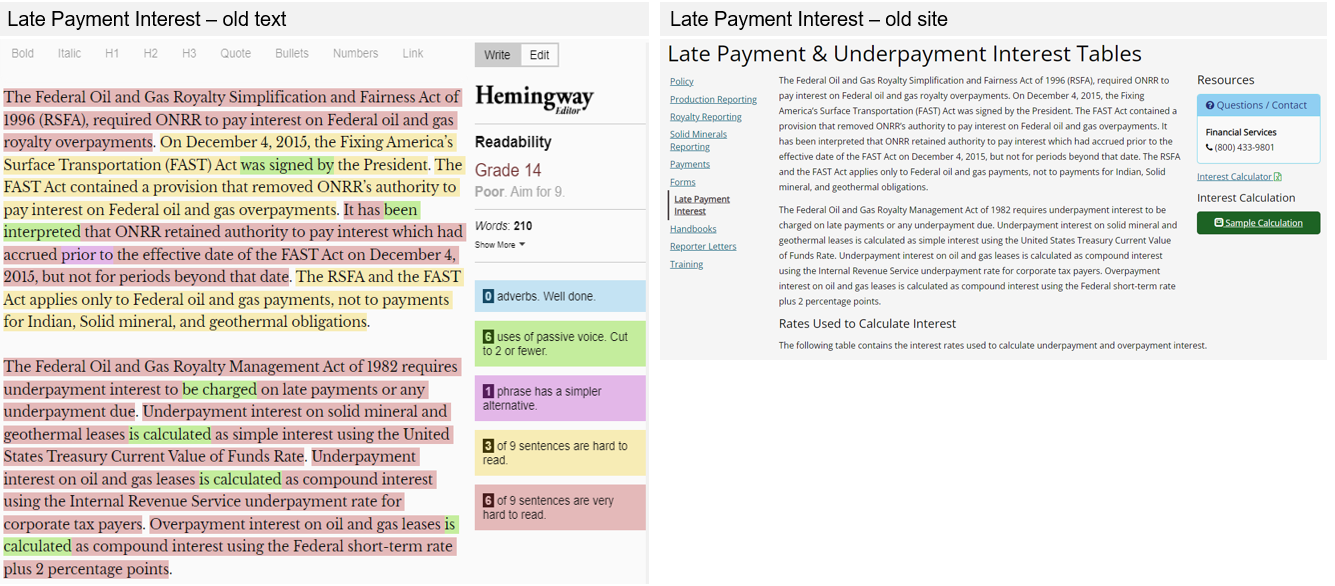 Late Payment Interest – old text
Bold Italic H1 H2 H3 Quote Bullets Numbers Link
Write Edit
The Federal Oil and Gas Royalty Simplification and Fairness Act of
1996 (RSFA), required ONRR to pay interest on Federal oil and gas
royalty overpayments. On December 4, 2015, the Fixing America's
Surface Transportation (FAST) Act was signed by the President. The
FAST Act contained a provision that removed ONRR's authority to
pay interest on Federal oil and gas overpayments. It has been
interpreted that ONRR retained authority to pay interest which had
accrued prior to the effective date of the FAST Act on December 4,
2015, but not for periods beyond that date. The RSFA and the FAST
Act applies only to Federal oil and gas payments, not to payments
for Indian, Solid mineral, and geothermal obligations.
The Federal Oil and Gas Royalty Management Act of 1982 requires
underpayment interest to be charged on late payments or any
underpayment due. Underpayment interest on solid mineral and
geothermal leases is calculated as simple interest using the United
States Treasury Current Value of Funds Rate. Underpayment
interest on oil and gas leases is calculated as compound interest
using the Internal Revenue Service underpayment rate for
corporate tax payers. Overpayment interest on oil and gas leases is
calculated as compound interest using the Federal short-term rate
plus 2 percentage points.
Hemingway
Editor
Readability
Grade 14
Poor. Aim for 9.
Words: 210
Show More
0 adverbs. Well done.
6 uses of passive voice. Cut
to 2 or fewer.
1 phrase has a simpler
alternative.
3 of 9 sentences are hard to
read.
6 of 9 sentences are very
hard to read.
Late Payment Interest – old site
Late Payment & Underpayment Interest Tables
Policy
Production Reporting
Royalty Reporting
Solid Minerals
Reporting
Payments
Forms
Late Payment
Interest
Handbooks
Reporter Letters
Training
The Federal Oil and Gas Royalty Simplification and Fairness Act of 1996 (RSFA), required ONRR to
pay interest on Federal oil and gas royalty overpayments. On December 4, 2015, the Fixing
America's Surface Transportation (FAST) Act was signed by the President. The FAST Act contained a
provision that removed ONRR's authority to pay interest on Federal oil and gas overpayments. It
has been interpreted that ONRR retained authority to pay interest which had accrued prior to the
effective date of the FAST Act on December 4, 2015, but not for periods beyond that date. The RSFA
and the FAST Act applies only to Federal oil and gas payments, not to payments for Indian, Solid
mineral, and geothermal obligations.
The Federal Oil and Gas Royalty Management Act of 1982 requires underpayment interest to be
charged on late payments or any underpayment due. Underpayment interest on solid mineral and
geothermal leases is calculated as simple interest using the United States Treasury Current Value
of Funds Rate. Underpayment interest on oil and gas leases is calculated as compound interest
using the Internal Revenue Service underpayment rate for corporate tax payers. Overpayment
interest on oil and gas leases is calculated as compound interest using the Federal short-term rate
plus 2 percentage points.
Rates Used to Calculate Interest
The following table contains the interest rates used to calculate underpayment and overpayment interest.
Resources
Questions / Contact
Financial Services
(800) 433-9801
Interest Calculator
Interest Calculation
Sample Calculation